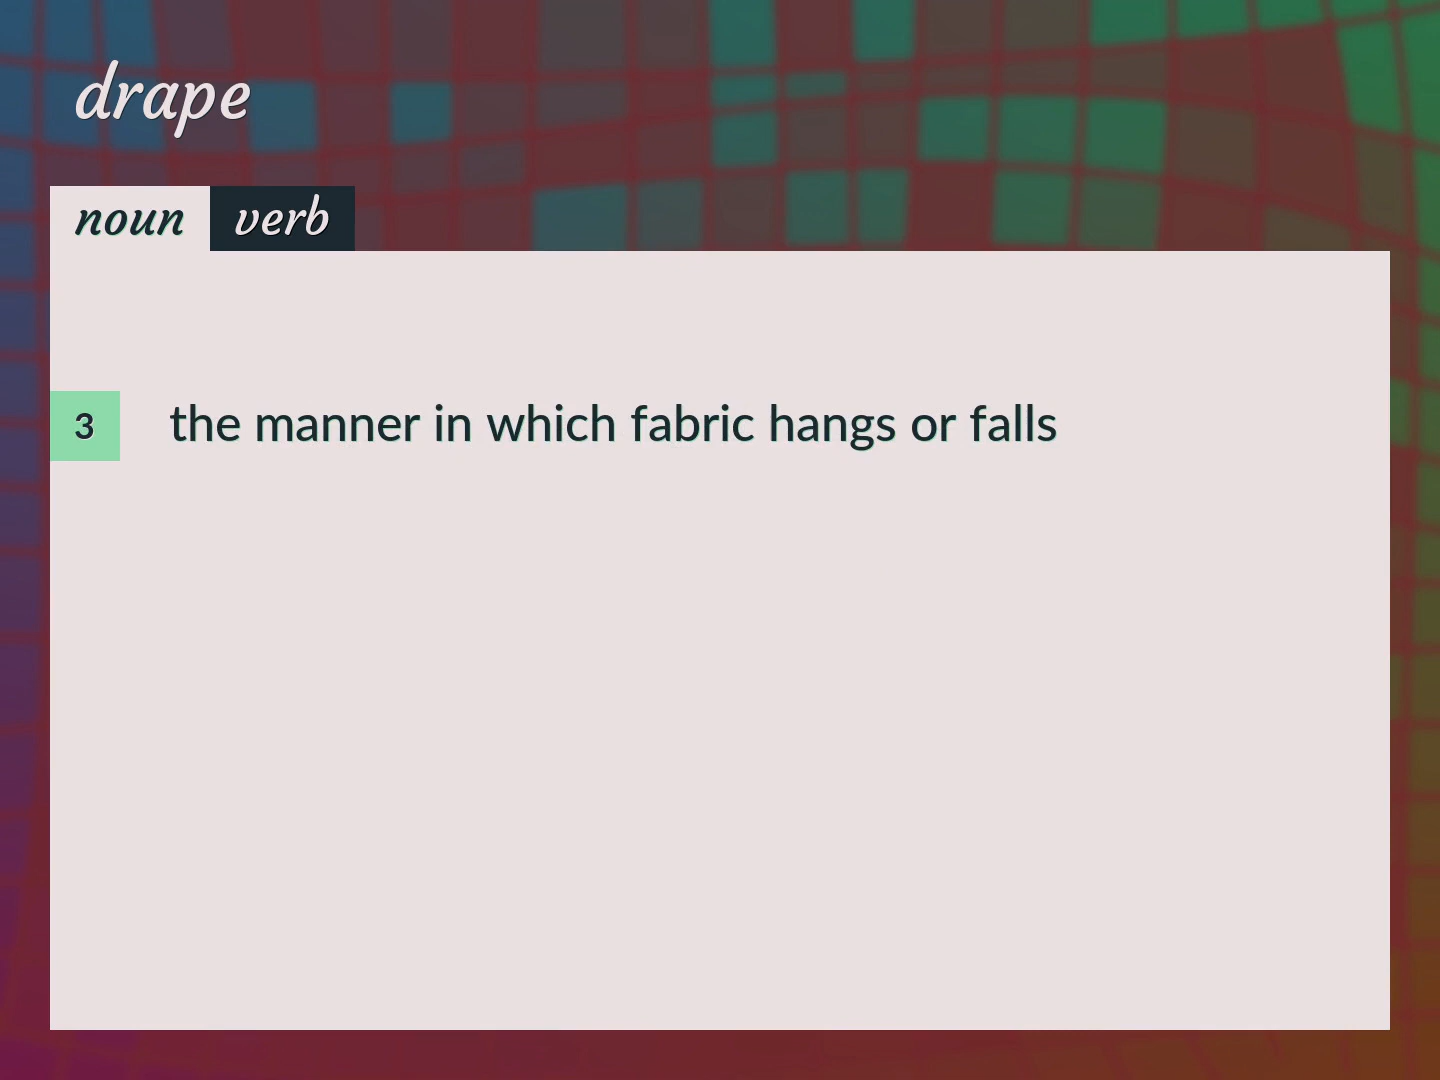 drape
noun verb
3 the manner in which fabric hangs or falls